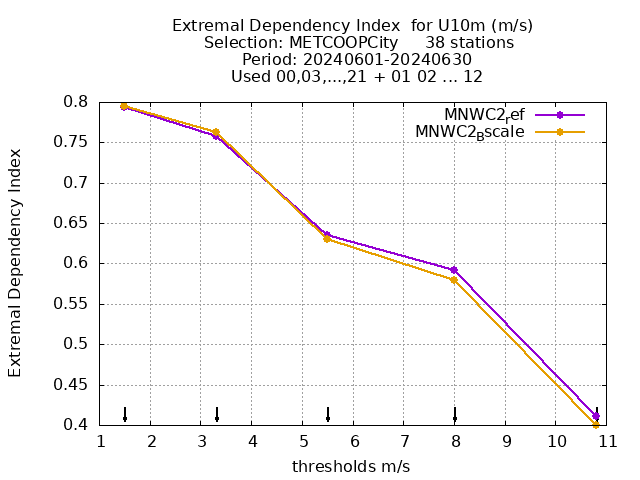 Extremal Dependency Index  for U10m (m/s)
Selection: METCOOPCity     38 stations
Period: 20240601-20240630
Used 00,03,...,21 + 01 02 ... 12
MNWC2_ref
MNWC2_Bscale
Extremal Dependency Index
0.8
0.75
0.7
0.65
0.6
0.55
0.5
0.45
0.4
1 2 3 4 5 6 7 8 9 10 11
thresholds m/s